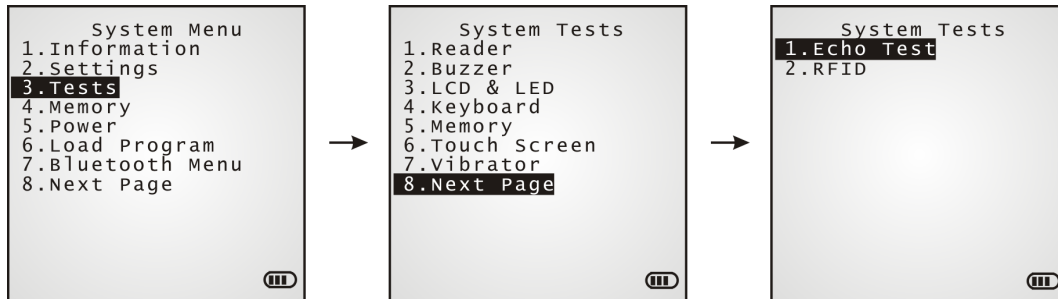 System Menu
1.Information
2.Settings
3.Tests
4.Memory
5.Power
6.Load Program
7.Bluetooth Menu
8.Next Page
System Tests
1.Reader
2.Buzzer
3.LCD & LED
4.Keyboard
5.Memory
6.Touch Screen
7.Vibrator
8.Next Page
System Tests
1.Echo Test
2.RFID